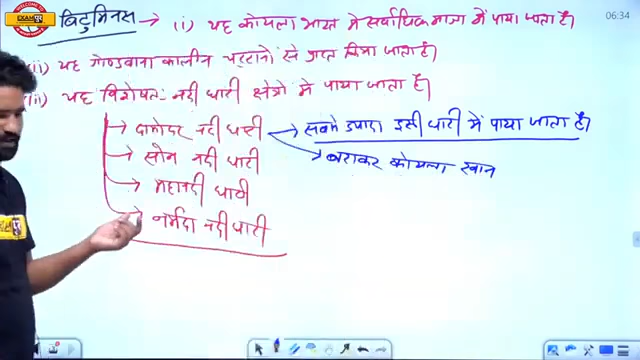 EXAMPUR
06:34
बिटुमिनस → (i) यह कोयला भारत में सर्वाधिक मात्रा में पाया जाता है।
(ii) यह गोण्डवाना कालीन चट्टानों से प्राप्त किया जाता है।
(iii) यह विशेषतः नदी घाटी क्षेत्रों में पाया जाता है।
→ दामोदर नदी घाटी → सबसे ज्यादा इसी घाटी में पाया जाता है।
→ सोन नदी घाटी → बराकर कोयला खान
→ महानदी घाटी
→ नर्मदा नदी घाटी